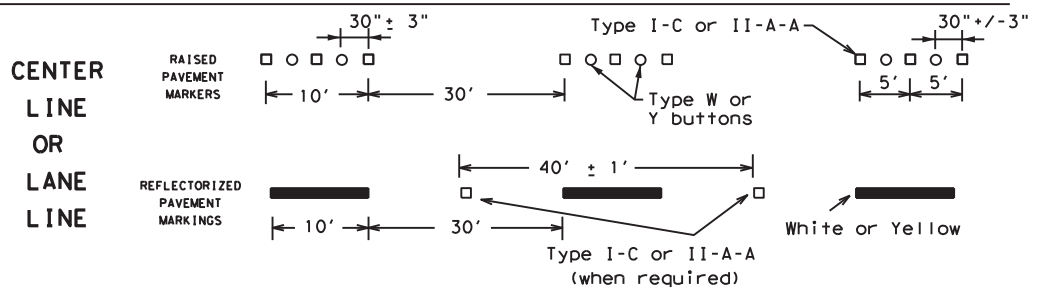 CENTER
LINE
OR
LANE
LINE
RAISED
PAVEMENT
MARKERS
30"± 3"
10'
30'
Type I-C or II-A-A
Type W or
Y buttons
30"+/-3"
5'
5'
REFLECTORIZED
PAVEMENT
MARKINGS
40' ± 1'
10'
30'
Type I-C or II-A-A
(when required)
White or Yellow